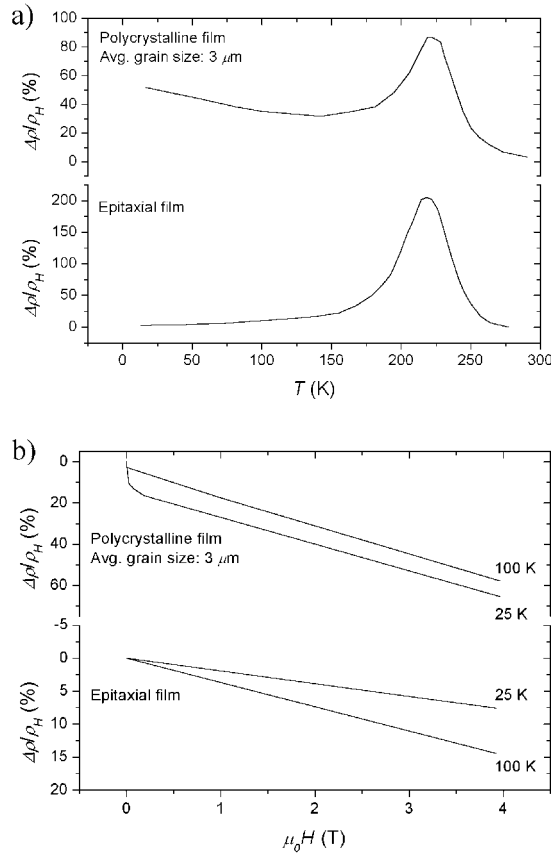 a)
100
80
60
40
20
0
Δρ/ρH (%)
Polycrystalline film
Avg. grain size: 3 μm
200
150
100
50
0
Δρ/ρH (%)
Epitaxial film
0 50 100 150 200 250 300
T (K)
b)
0
20
40
60
Δρ/ρH (%)
Polycrystalline film
Avg. grain size: 3 μm
100 K
25 K
-5
0
5
10
15
20
Δρ/ρH (%)
Epitaxial film
25 K
100 K
0 1 2 3 4
μ0H (T)